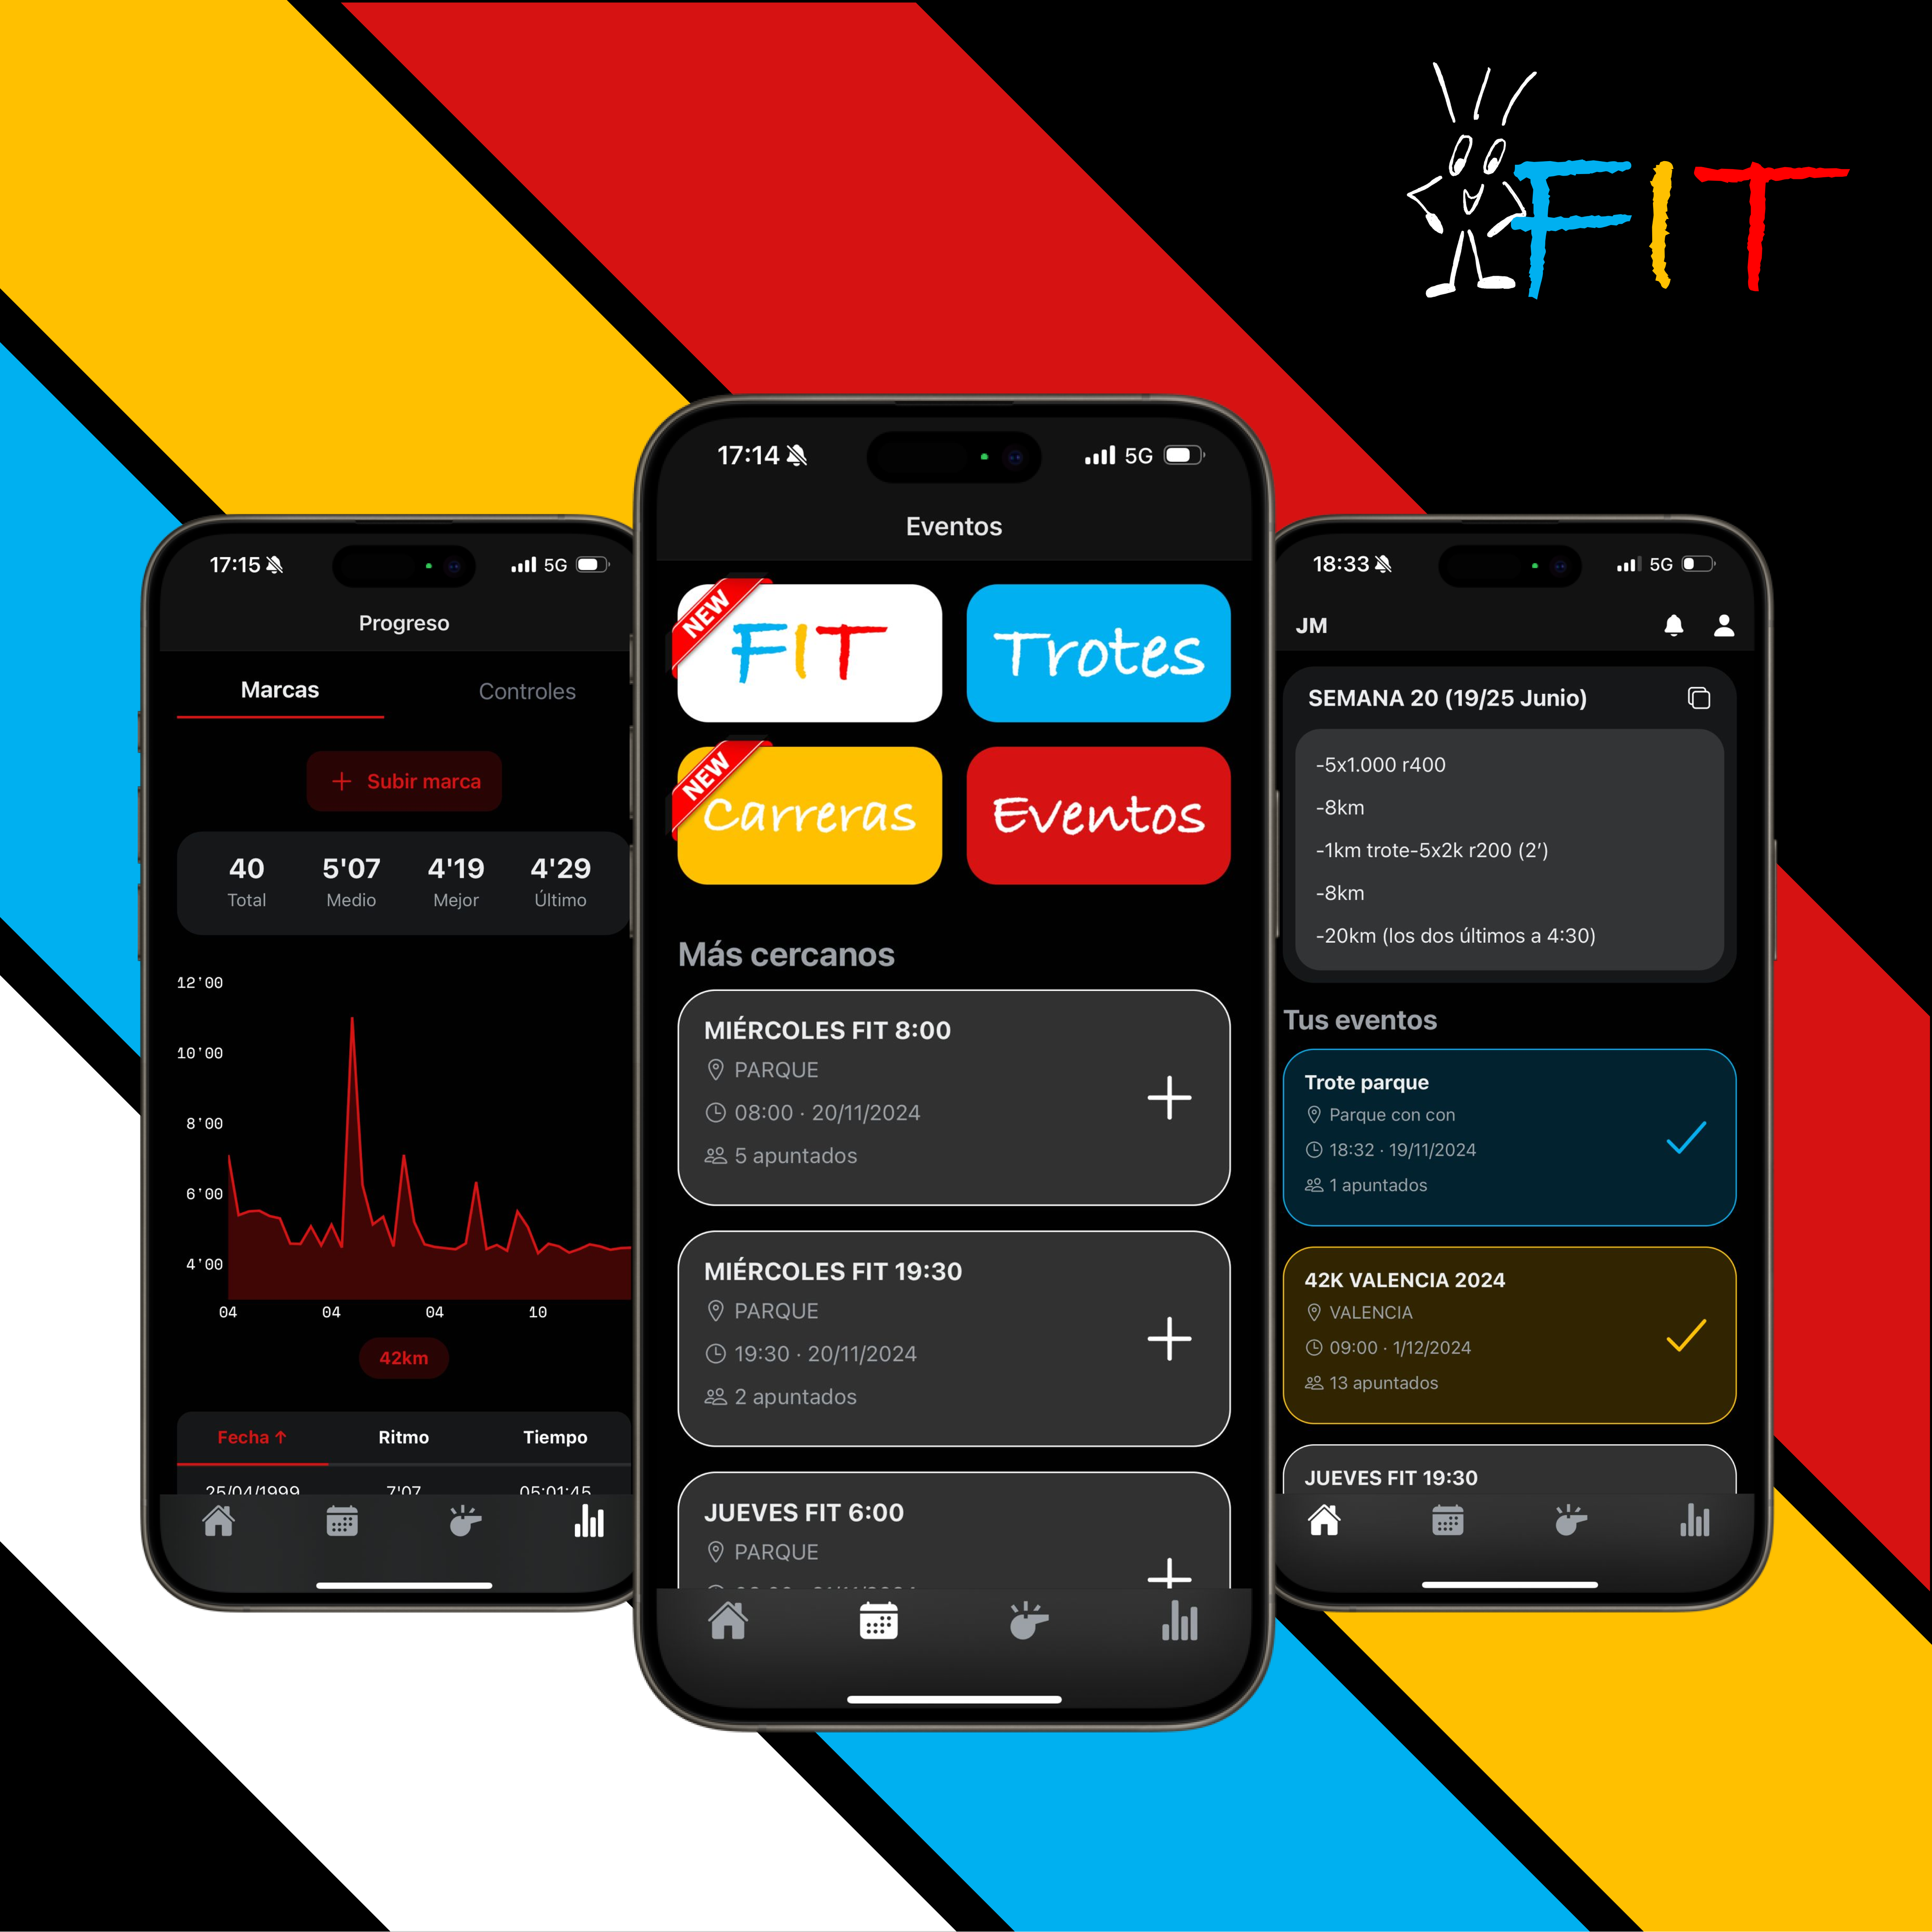 FIT
17:15
5G
Progreso
Marcas
Controles
+ Subir marca
40 5'07 4'19 4'29
Total Medio Mejor Último
12'00
10'00
8'00
6'00
4'00
04 04 04 10
42km
Fecha ↑ Ritmo Tiempo
25/04/1999 7'07 05:01:45
17:14
5G
Eventos
NEW
FIT
Trotes
NEW
Carreras
Eventos
Más cercanos
MIÉRCOLES FIT 8:00
PARQUE
08:00 · 20/11/2024
5 apuntados
MIÉRCOLES FIT 19:30
PARQUE
19:30 · 20/11/2024
2 apuntados
JUEVES FIT 6:00
PARQUE
18:33
5G
JM
SEMANA 20 (19/25 Junio)
-5x1.000 r400
-8km
-1km trote-5x2k r200 (2’)
-8km
-20km (los dos últimos a 4:30)
Tus eventos
Trote parque
Parque con con
18:32 · 19/11/2024
1 apuntados
42K VALENCIA 2024
VALENCIA
09:00 · 1/12/2024
13 apuntados
JUEVES FIT 19:30